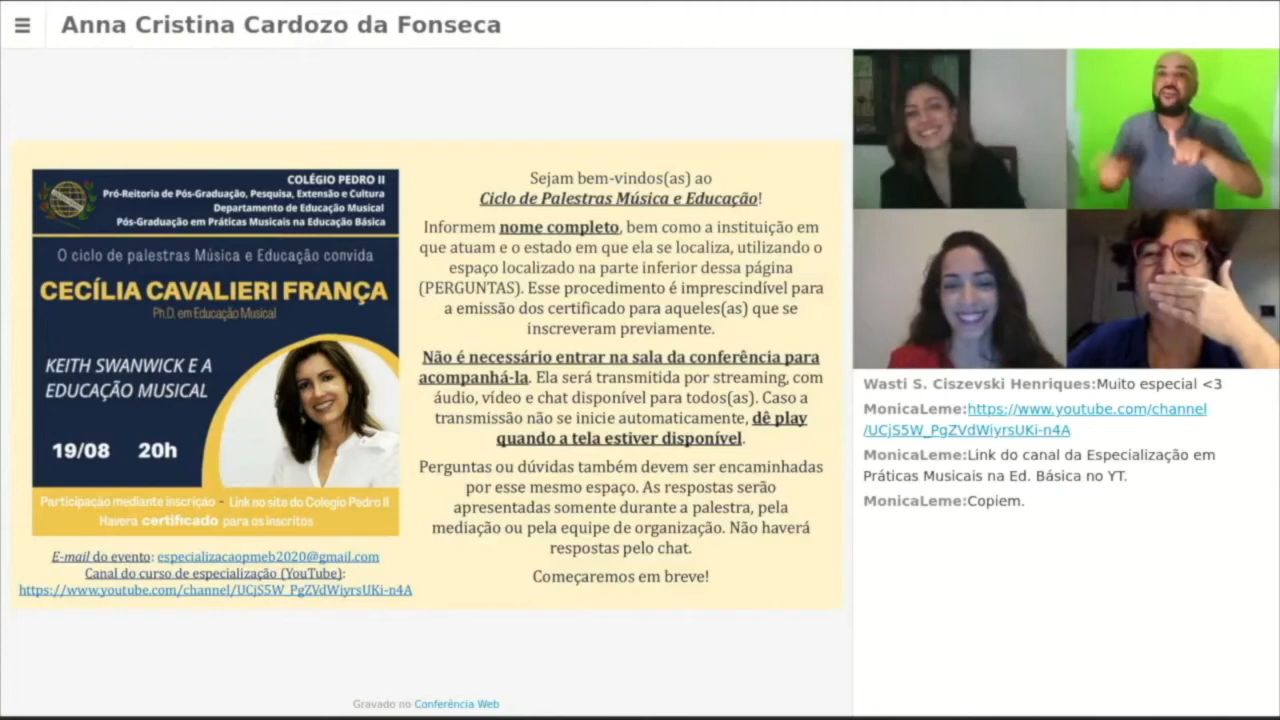 Anna Cristina Cardozo da Fonseca
COLÉGIO PEDRO II
Pró-Reitoria de Pós-Graduação, Pesquisa, Extensão e Cultura
Departamento de Educação Musical
Pós-Graduação em Práticas Musicais na Educação Básica
O ciclo de palestras Música e Educação convida
CECÍLIA CAVALIERI FRANÇA
Ph.D. em Educação Musical
KEITH SWANWICK E A
EDUCAÇÃO MUSICAL
19/08 20h
Participação mediante inscrição - Link no site do Colégio Pedro II
Haverá certificado para os inscritos
E-mail do evento: especializacaopmeb2020@gmail.com
Canal do curso de especialização (YouTube):
https://www.youtube.com/channel/UCjS5W_PgZVdWiyrsUKi-n4A
Sejam bem-vindos(as) ao
Ciclo de Palestras Música e Educação!
Informem nome completo, bem como a instituição em
que atuam e o estado em que ela se localiza, utilizando o
espaço localizado na parte inferior dessa página
(PERGUNTAS). Esse procedimento é imprescindível para
a emissão dos certificado para aqueles(as) que se
inscreveram previamente.
Não é necessário entrar na sala da conferência para
acompanhá-la. Ela será transmitida por streaming, com
áudio, vídeo e chat disponível para todos(as). Caso a
transmissão não se inicie automaticamente, dê play
quando a tela estiver disponível.
Perguntas ou dúvidas também devem ser encaminhadas
por esse mesmo espaço. As respostas serão
apresentadas somente durante a palestra, pela
mediação ou pela equipe de organização. Não haverá
respostas pelo chat.
Começaremos em breve!
Wasti S. Ciszevski Henriques:Muito especial <3
MonicaLeme:https://www.youtube.com/channel
/UCjS5W_PgZVdWiyrsUKi-n4A
MonicaLeme:Link do canal da Especialização em
Práticas Musicais na Ed. Básica no YT.
MonicaLeme:Copiem.
Gravado no Conferência Web